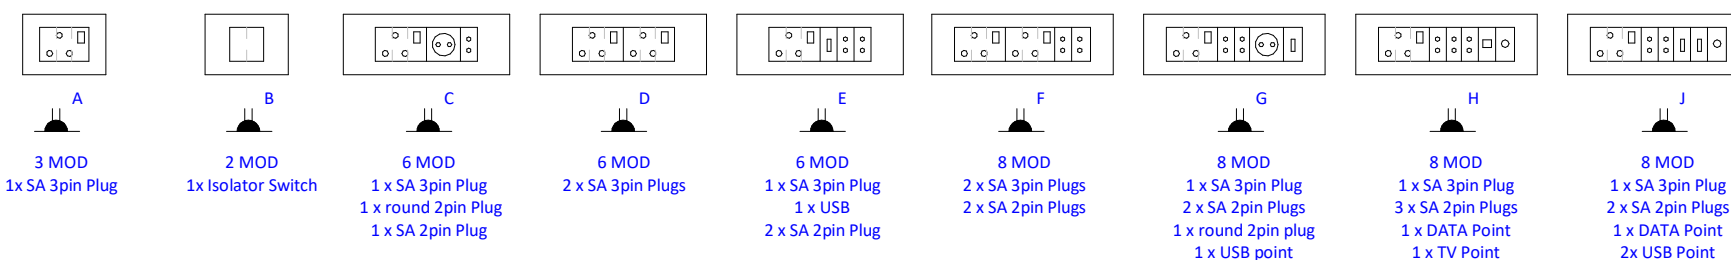 A
3 MOD
1x SA 3pin Plug
B
2 MOD
1x Isolator Switch
C
6 MOD
1 x SA 3pin Plug
1 x round 2pin Plug
1 x SA 2pin Plug
D
6 MOD
2 x SA 3pin Plugs
E
6 MOD
1 x SA 3pin Plug
1 x USB
2 x SA 2pin Plug
F
8 MOD
2 x SA 3pin Plugs
2 x SA 2pin Plugs
G
8 MOD
1 x SA 3pin Plug
2 x SA 2pin Plugs
1 x round 2pin plug
1 x USB point
H
8 MOD
1 x SA 3pin Plug
3 x SA 2pin Plugs
1 x DATA Point
1 x TV Point
J
8 MOD
1 x SA 3pin Plug
2 x SA 2pin Plugs
1 x DATA Point
2x USB Point